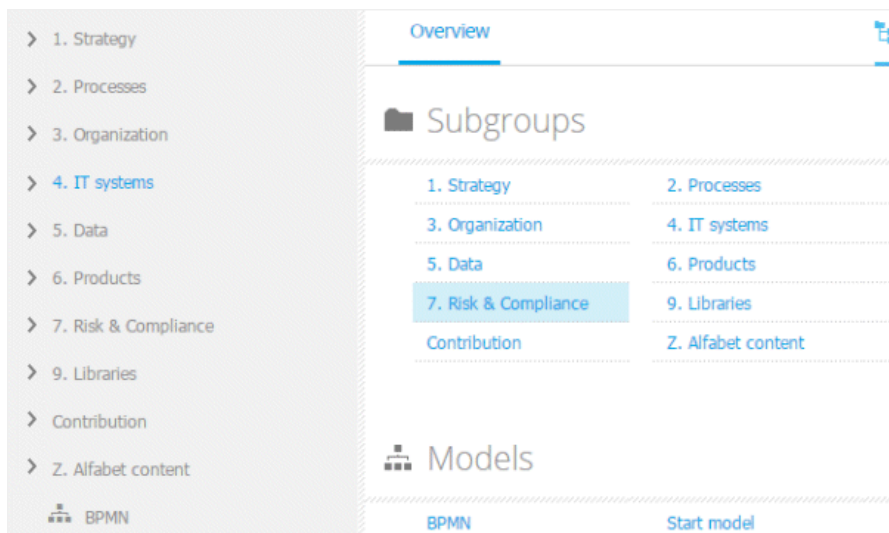 1. Strategy
2. Processes
3. Organization
4. IT systems
5. Data
6. Products
7. Risk & Compliance
9. Libraries
Contribution
Z. Alfabet content
BPMN
Overview
Subgroups
1. Strategy
2. Processes
3. Organization
4. IT systems
5. Data
6. Products
7. Risk & Compliance
9. Libraries
Contribution
Z. Alfabet content
Models
BPMN
Start model